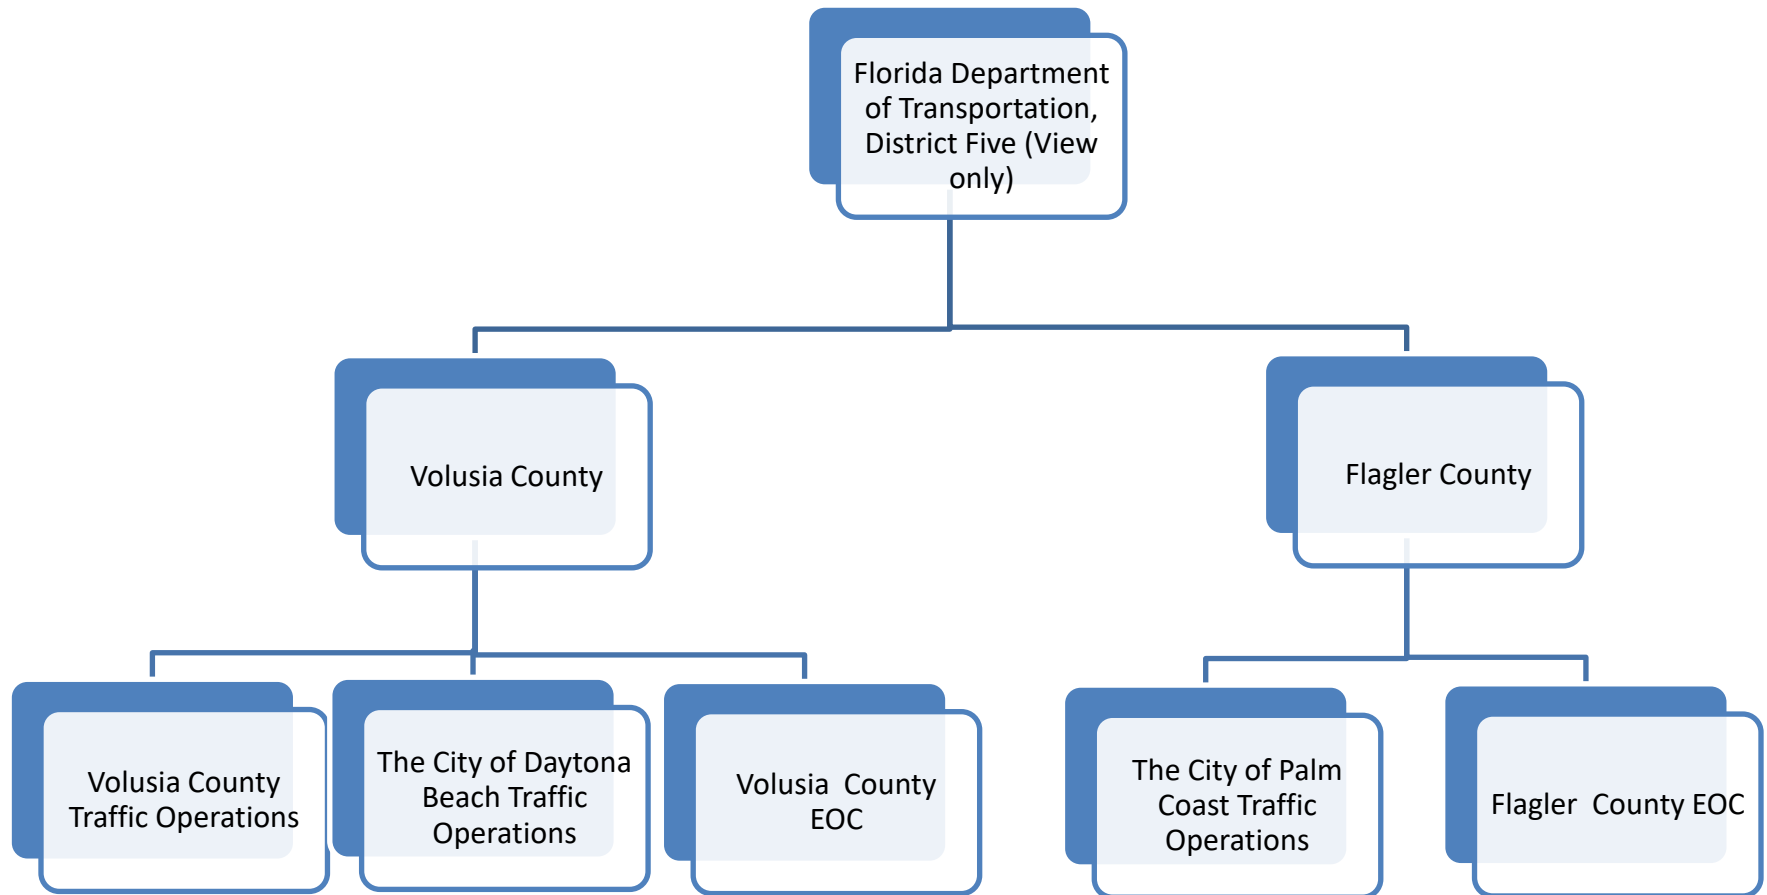 Florida Department
of Transportation,
District Five (View
only)
Volusia County
Flagler County
Volusia County
Traffic Operations
The City of Daytona
Beach Traffic
Operations
Volusia  County
EOC
The City of Palm
Coast Traffic
Operations
Flagler  County EOC